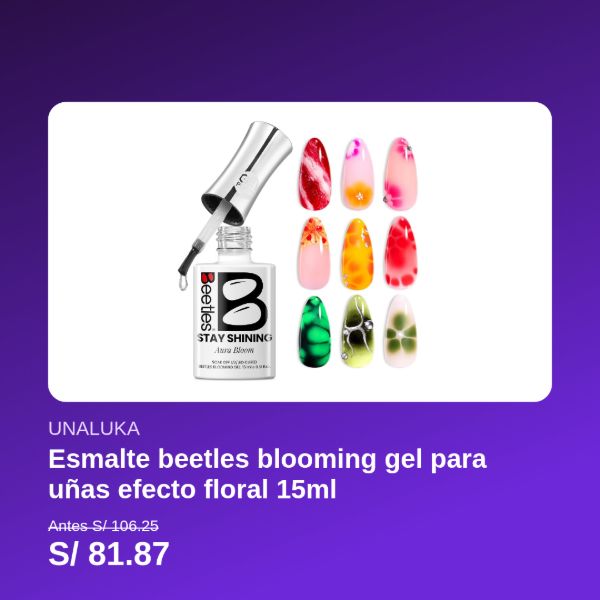 Beetles
B
STAY SHINING
Aura Bloom
UNALUKA
Esmalte beetles blooming gel para
uñas efecto floral 15ml
Antes S/ 106.25
S/ 81.87